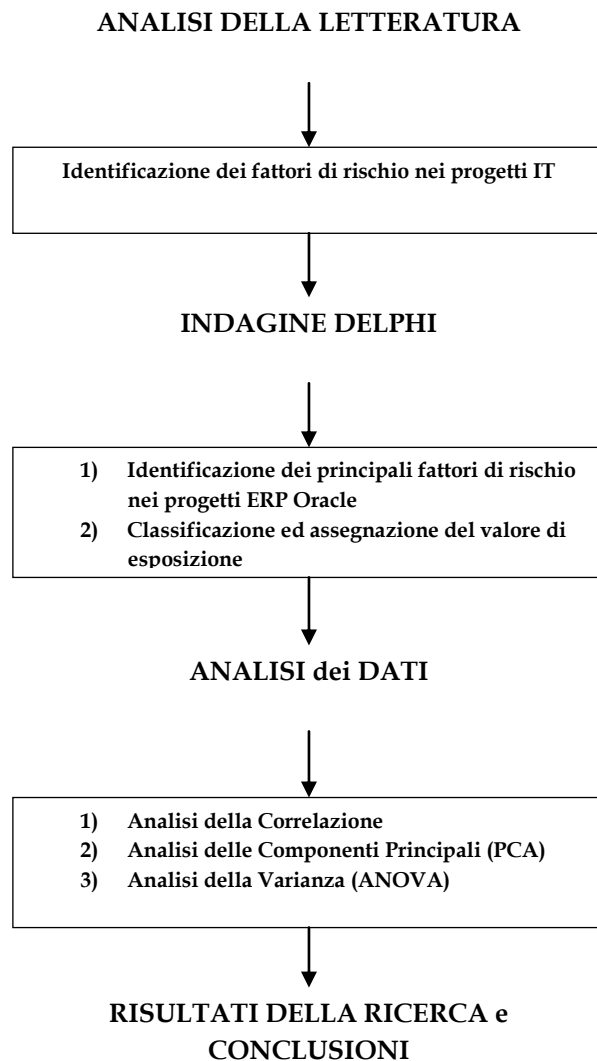 ANALISI DELLA LETTERATURA
Identificazione dei fattori di rischio nei progetti IT
INDAGINE DELPHI
1) Identificazione dei principali fattori di rischio
nei progetti ERP Oracle
2) Classificazione ed assegnazione del valore di
esposizione
ANALISI dei DATI
1) Analisi della Correlazione
2) Analisi delle Componenti Principali (PCA)
3) Analisi della Varianza (ANOVA)
RISULTATI DELLA RICERCA e
CONCLUSIONI